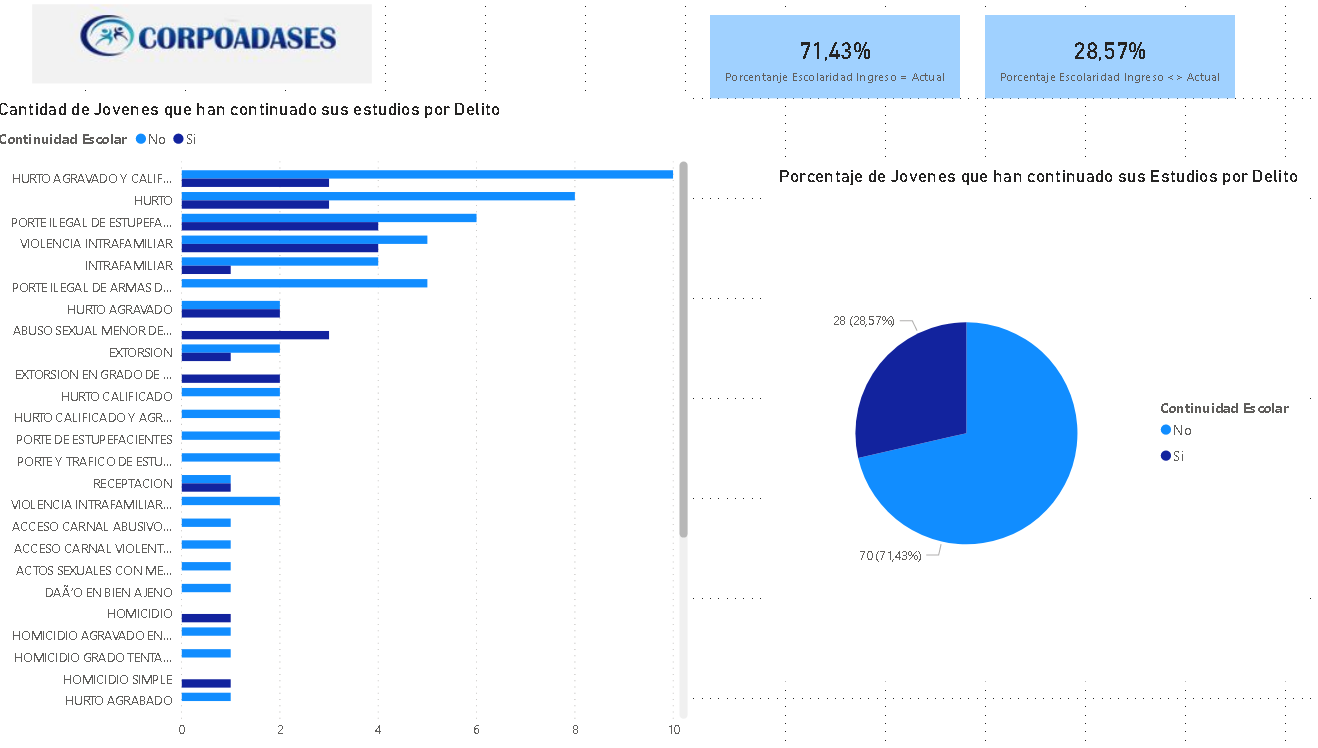 CORPOADASES
71,43%
Porcentanje Escolaridad Ingreso = Actual
28,57%
Porcentaje Escolaridad Ingreso <> Actual
Cantidad de Jovenes que han continuado sus estudios por Delito
Continuidad Escolar No Si
HURTO AGRAVADO Y CALIF...
HURTO
PORTE ILEGAL DE ESTUPEFA...
VIOLENCIA INTRAFAMILIAR
INTRAFAMILIAR
PORTE ILEGAL DE ARMAS D...
HURTO AGRAVADO
ABUSO SEXUAL MENOR DE...
EXTORSION
EXTORSION EN GRADO DE ...
HURTO CALIFICADO
HURTO CALIFICADO Y AGR...
PORTE DE ESTUPEFACIENTES
PORTE Y TRAFICO DE ESTU...
RECEPTACION
VIOLENCIA INTRAFAMILIAR...
ACCESO CARNAL ABUSIVO...
ACCESO CARNAL VIOLENT...
ACTOS SEXUALES CON ME...
DAÃ'O EN BIEN AJENO
HOMICIDIO
HOMICIDIO AGRAVADO EN...
HOMICIDIO GRADO TENTA...
HOMICIDIO SIMPLE
HURTO AGRABADO
0 2 4 6 8 10
Porcentaje de Jovenes que han continuado sus Estudios por Delito
28 (28,57%)
70 (71,43%)
Continuidad Escolar
No
Si